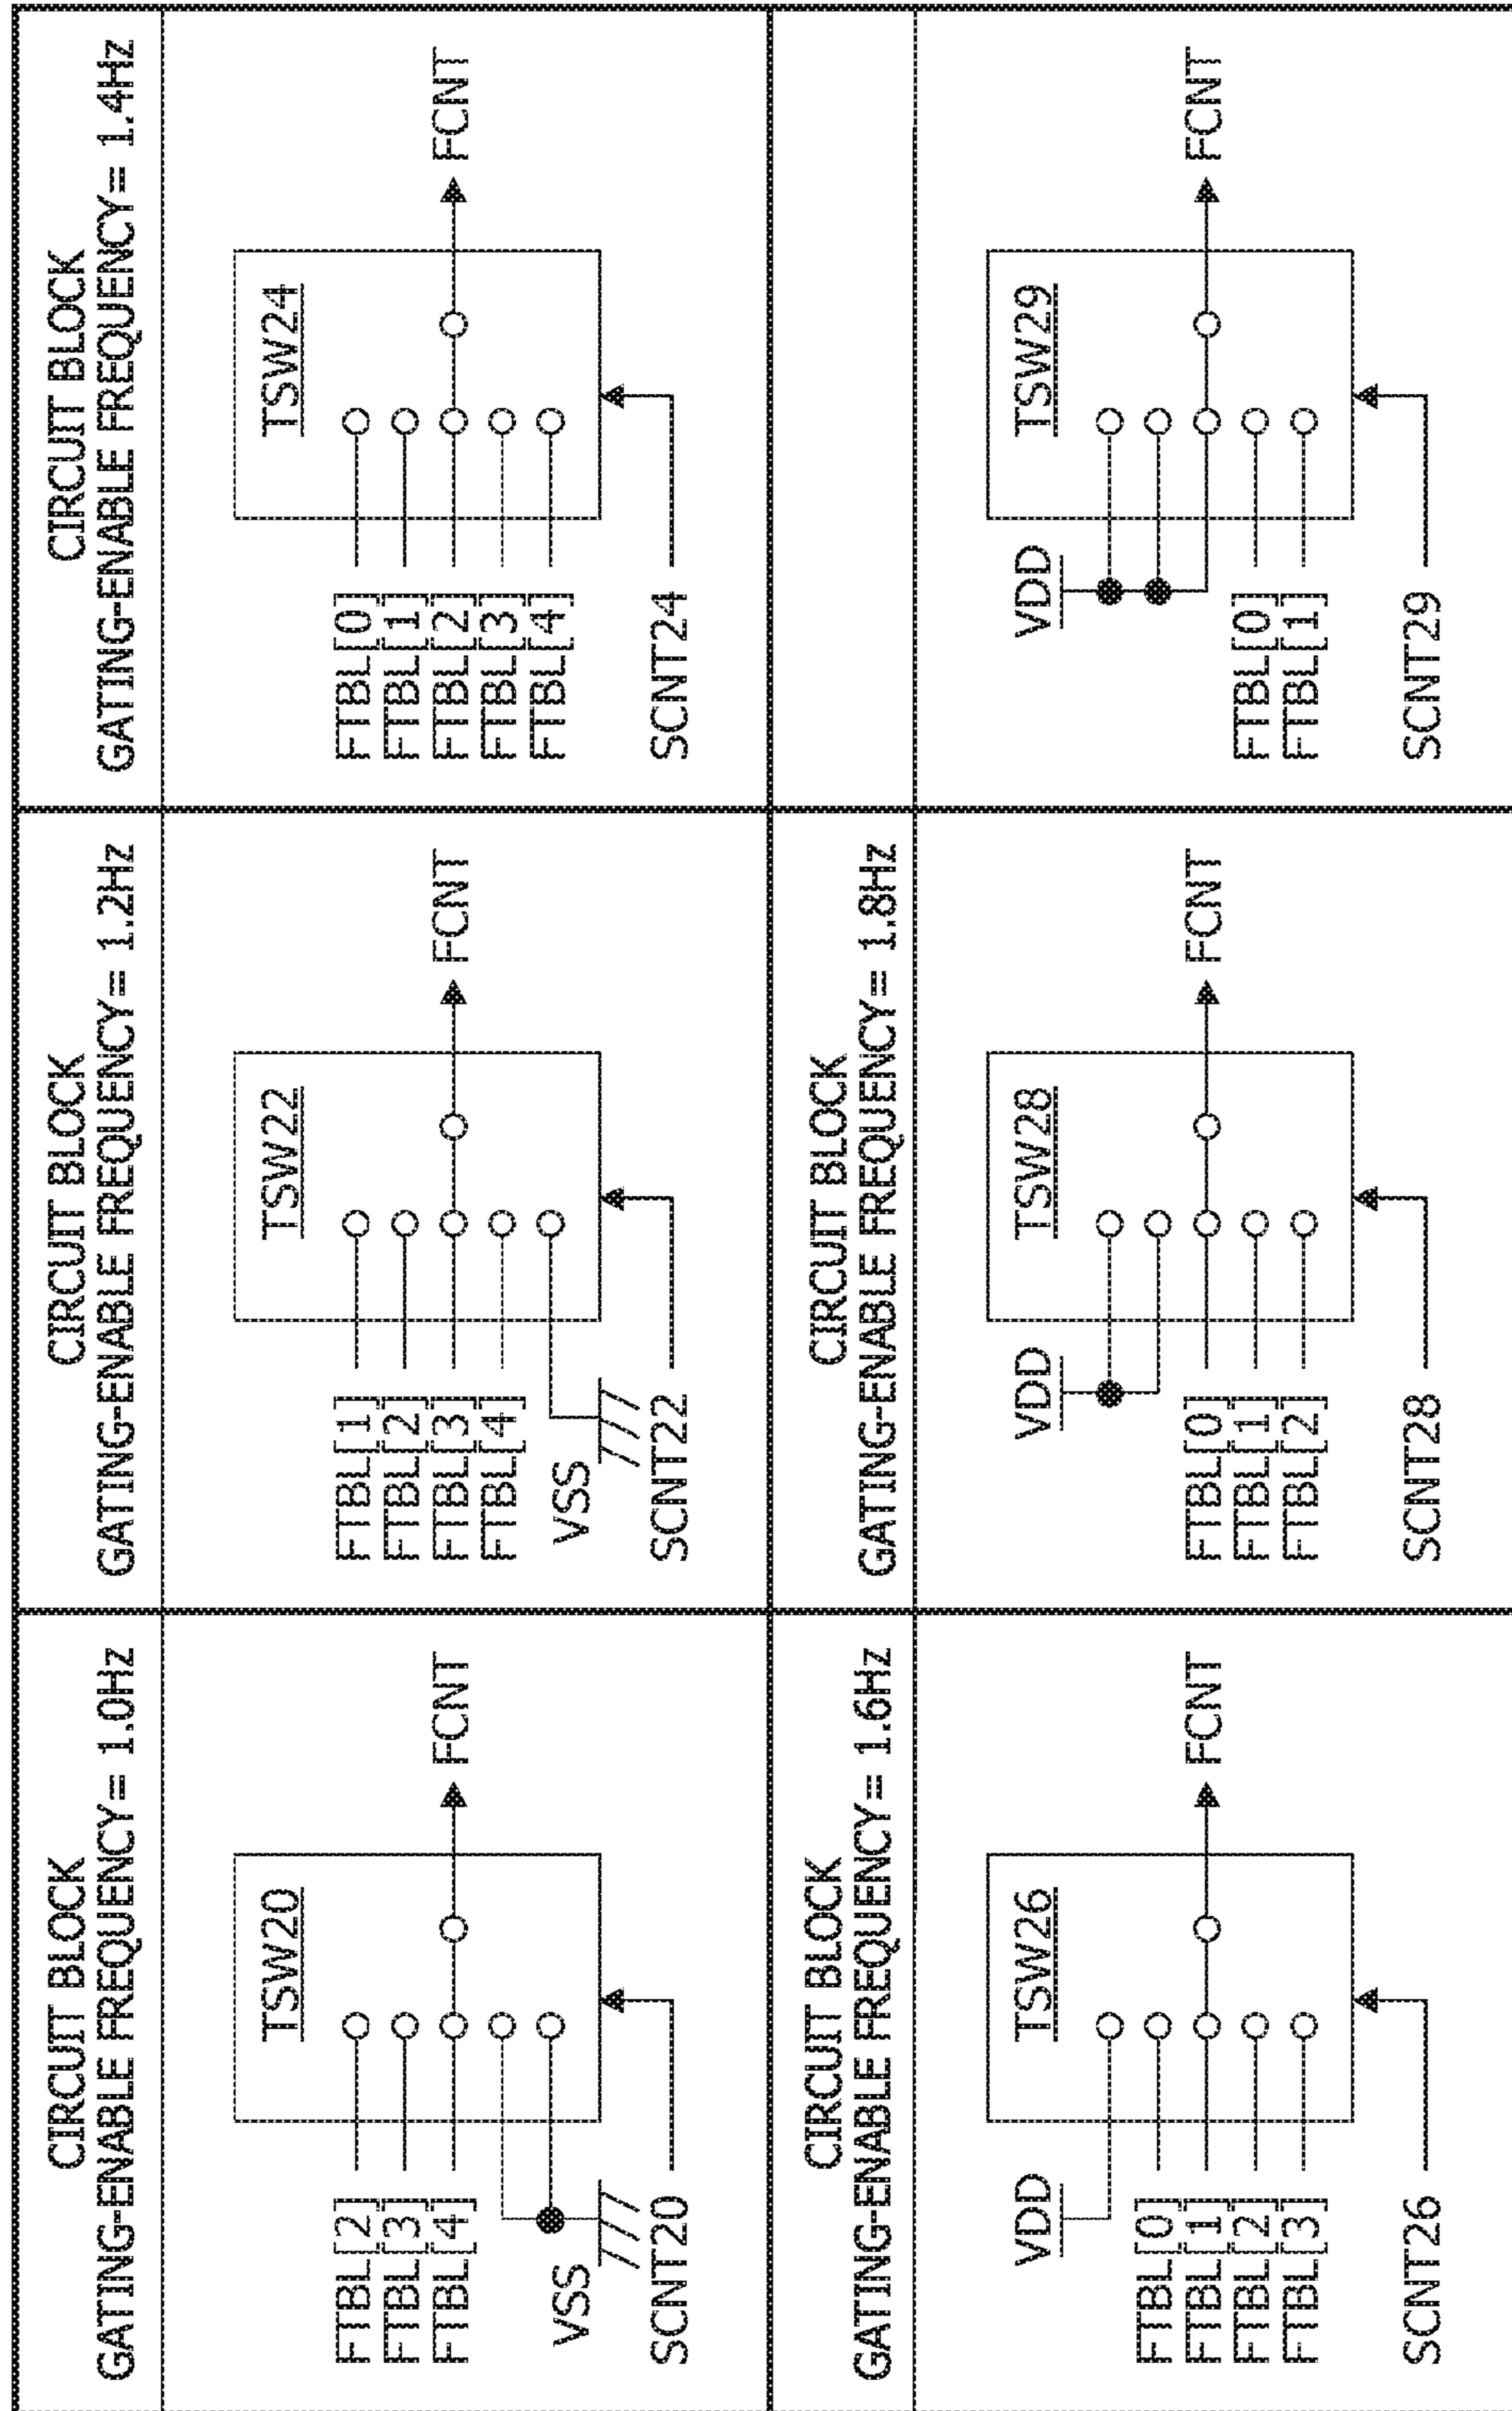 CIRCUIT BLOCK
GATING-ENABLE FREQUENCY= 1.0Hz
TSW20
FTBL[2]
FTBL[3]
FTBL[4]
VSS
SCNT20
FCNT
CIRCUIT BLOCK
GATING-ENABLE FREQUENCY= 1.2Hz
TSW22
FTBL[1]
FTBL[2]
FTBL[3]
FTBL[4]
VSS
SCNT22
FCNT
CIRCUIT BLOCK
GATING-ENABLE FREQUENCY= 1.4Hz
TSW24
FTBL[0]
FTBL[1]
FTBL[2]
FTBL[3]
FTBL[4]
SCNT24
FCNT
CIRCUIT BLOCK
GATING-ENABLE FREQUENCY= 1.6Hz
VDD
TSW26
FTBL[0]
FTBL[1]
FTBL[2]
FTBL[3]
SCNT26
FCNT
CIRCUIT BLOCK
GATING-ENABLE FREQUENCY= 1.8Hz
VDD
TSW28
FTBL[0]
FTBL[1]
FTBL[2]
SCNT28
FCNT
VDD
TSW29
FTBL[0]
FTBL[1]
SCNT29
FCNT